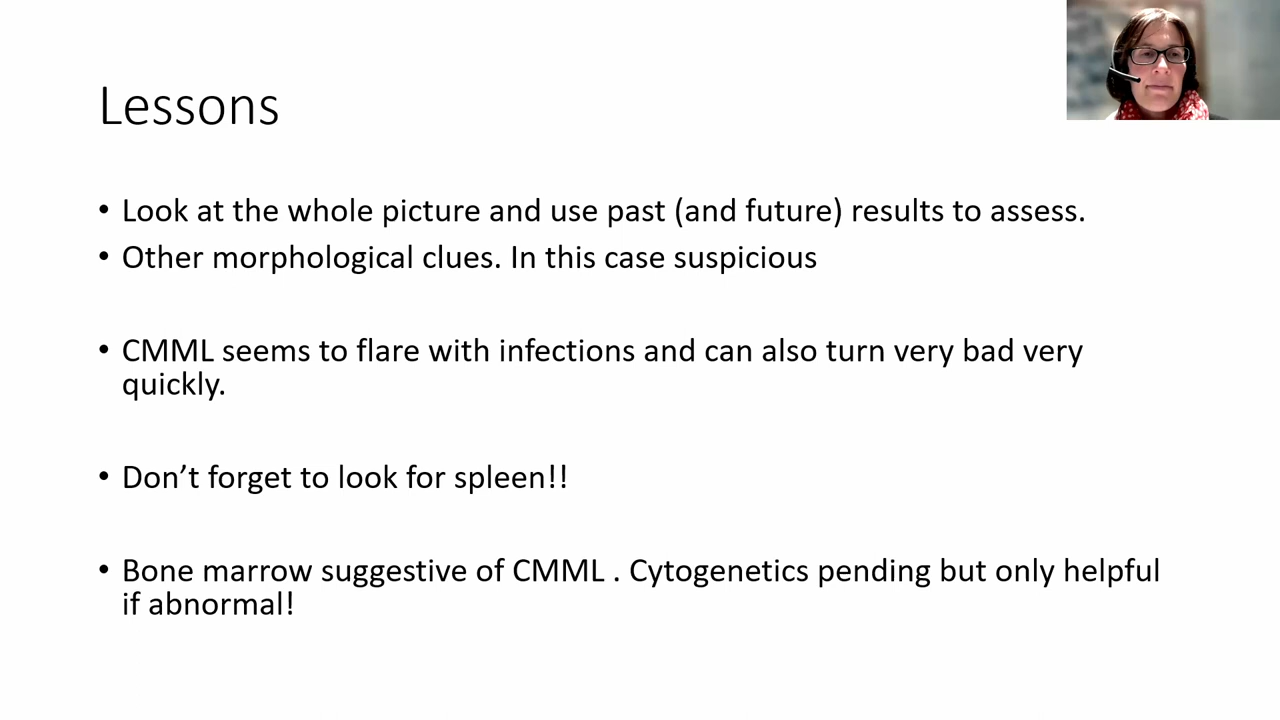 Lessons
• Look at the whole picture and use past (and future) results to assess.
• Other morphological clues. In this case suspicious
• CMML seems to flare with infections and can also turn very bad very
quickly.
• Don’t forget to look for spleen!!
• Bone marrow suggestive of CMML . Cytogenetics pending but only helpful
if abnormal!